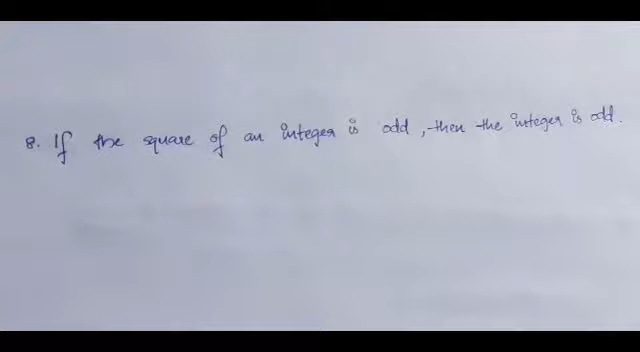 8. If the square of an integer is odd, then the integer is odd.